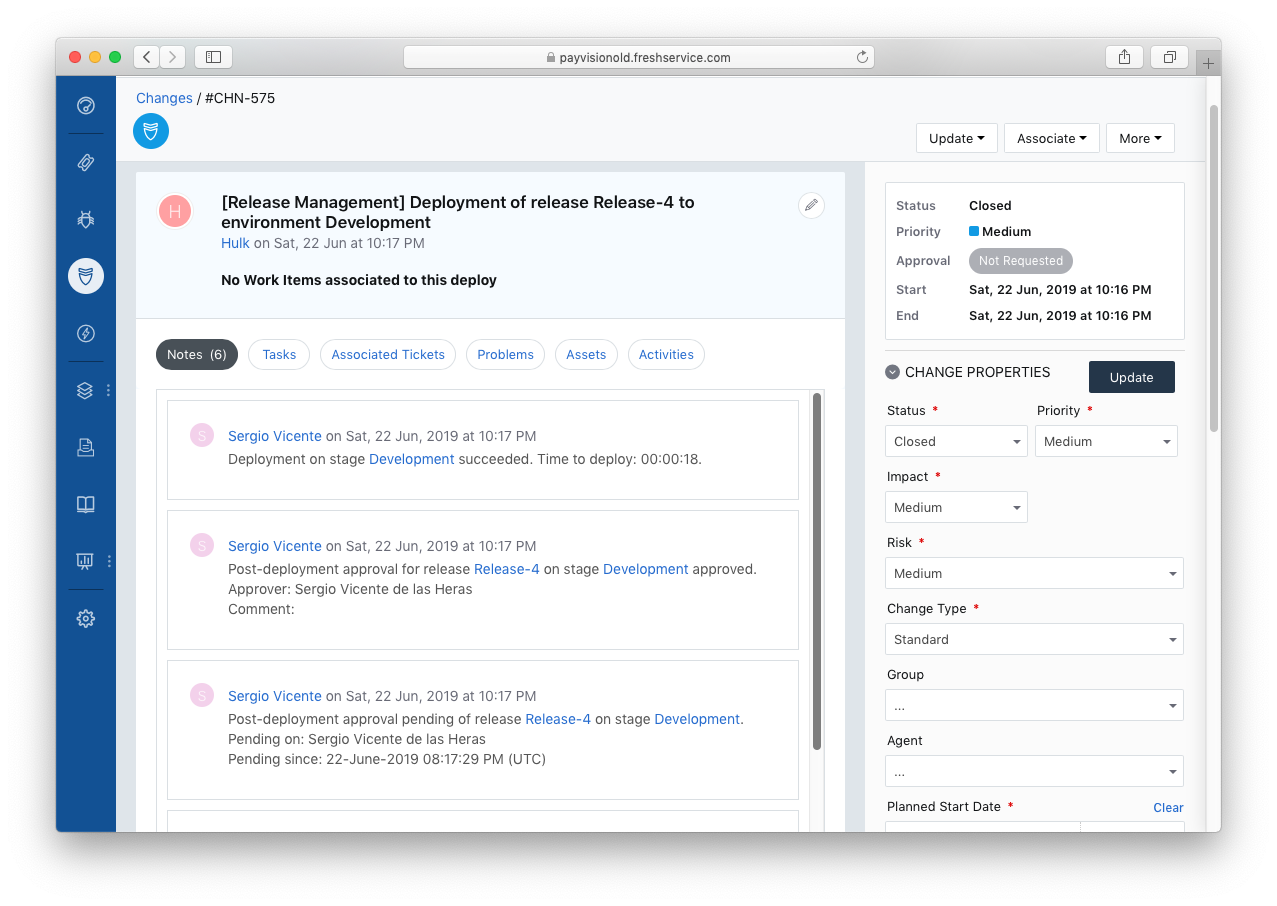 payvisionold.freshservice.com
Changes / #CHN-575
Update
Associate
More
H
[Release Management] Deployment of release Release-4 to
environment Development
Hulk on Sat, 22 Jun at 10:17 PM
No Work Items associated to this deploy
Notes (6)
Tasks
Associated Tickets
Problems
Assets
Activities
S
Sergio Vicente on Sat, 22 Jun, 2019 at 10:17 PM
Deployment on stage Development succeeded. Time to deploy: 00:00:18.
S
Sergio Vicente on Sat, 22 Jun, 2019 at 10:17 PM
Post-deployment approval for release Release-4 on stage Development approved.
Approver: Sergio Vicente de las Heras
Comment:
S
Sergio Vicente on Sat, 22 Jun, 2019 at 10:17 PM
Post-deployment approval pending of release Release-4 on stage Development.
Pending on: Sergio Vicente de las Heras
Pending since: 22-June-2019 08:17:29 PM (UTC)
Status Closed
Priority Medium
Approval Not Requested
Start Sat, 22 Jun, 2019 at 10:16 PM
End Sat, 22 Jun, 2019 at 10:16 PM
CHANGE PROPERTIES
Update
Status * Priority *
Closed Medium
Impact *
Medium
Risk *
Medium
Change Type *
Standard
Group
...
Agent
...
Planned Start Date * Clear